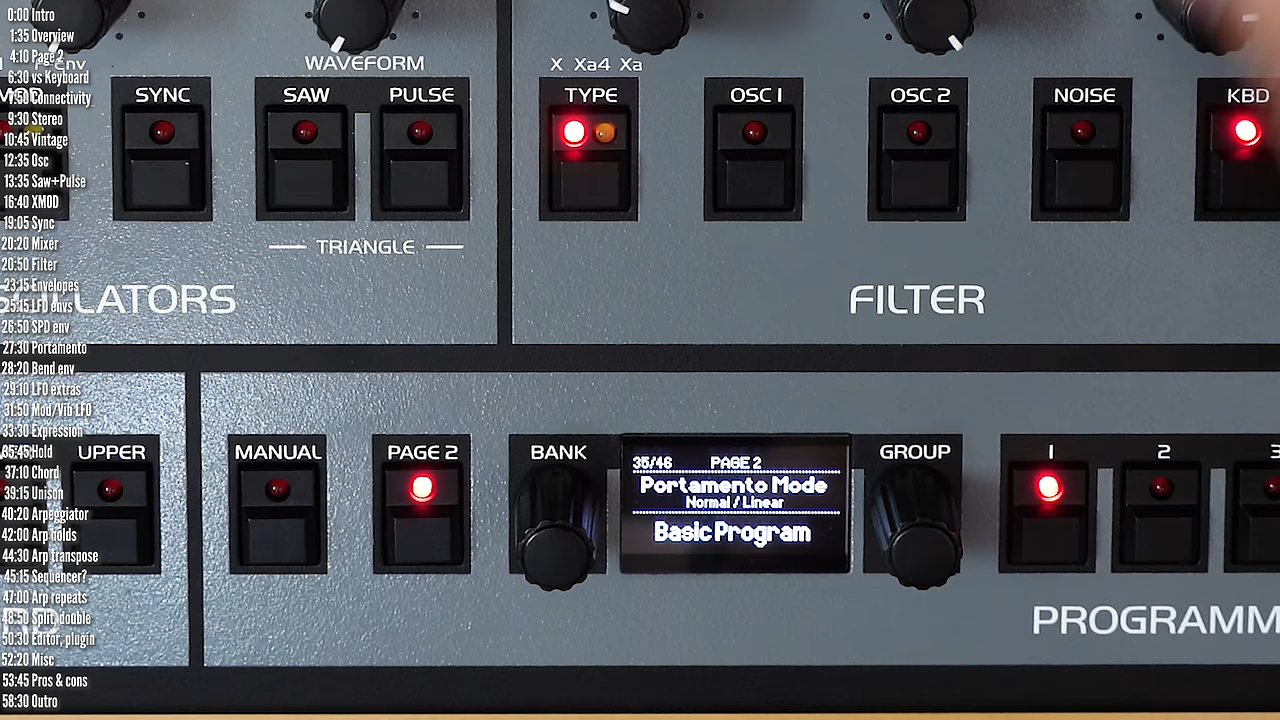 0:00 Intro
1:35 Overview
4:10 Page 2
6:30 vs Keyboard
Connectivity
9:30 Stereo
10:45 Vintage
12:35 Osc
13:35 Saw+Pulse
16:40 XMOD
19:05 Sync
20:20 Mixer
20:50 Filter
23:15 Envelopes
25:15 LFO envs
26:50 SPD env
27:30 Portamento
28:20 Bend env
29:10 LFO extras
31:50 Mod/Vib LFO
33:30 Expression
35:45 Hold
37:10 Chord
39:15 Unison
40:20 Arpeggiator
42:00 Arp holds
44:30 Arp transpose
45:15 Sequencer?
47:00 Arp repeats
48:50 Split, double
50:30 Editor, plugin
52:20 Misc
53:45 Pros & cons
58:30 Outro
WAVEFORM
SYNC
SAW
PULSE
TRIANGLE
LLATORS
X Xa4 Xa
TYPE
OSC 1
OSC 2
NOISE
KBD
FILTER
UPPER
MANUAL
PAGE 2
BANK
35/46 PAGE 2
Portamento Mode
Normal / Linear
Basic Program
GROUP
1
2
3
PROGRAMM